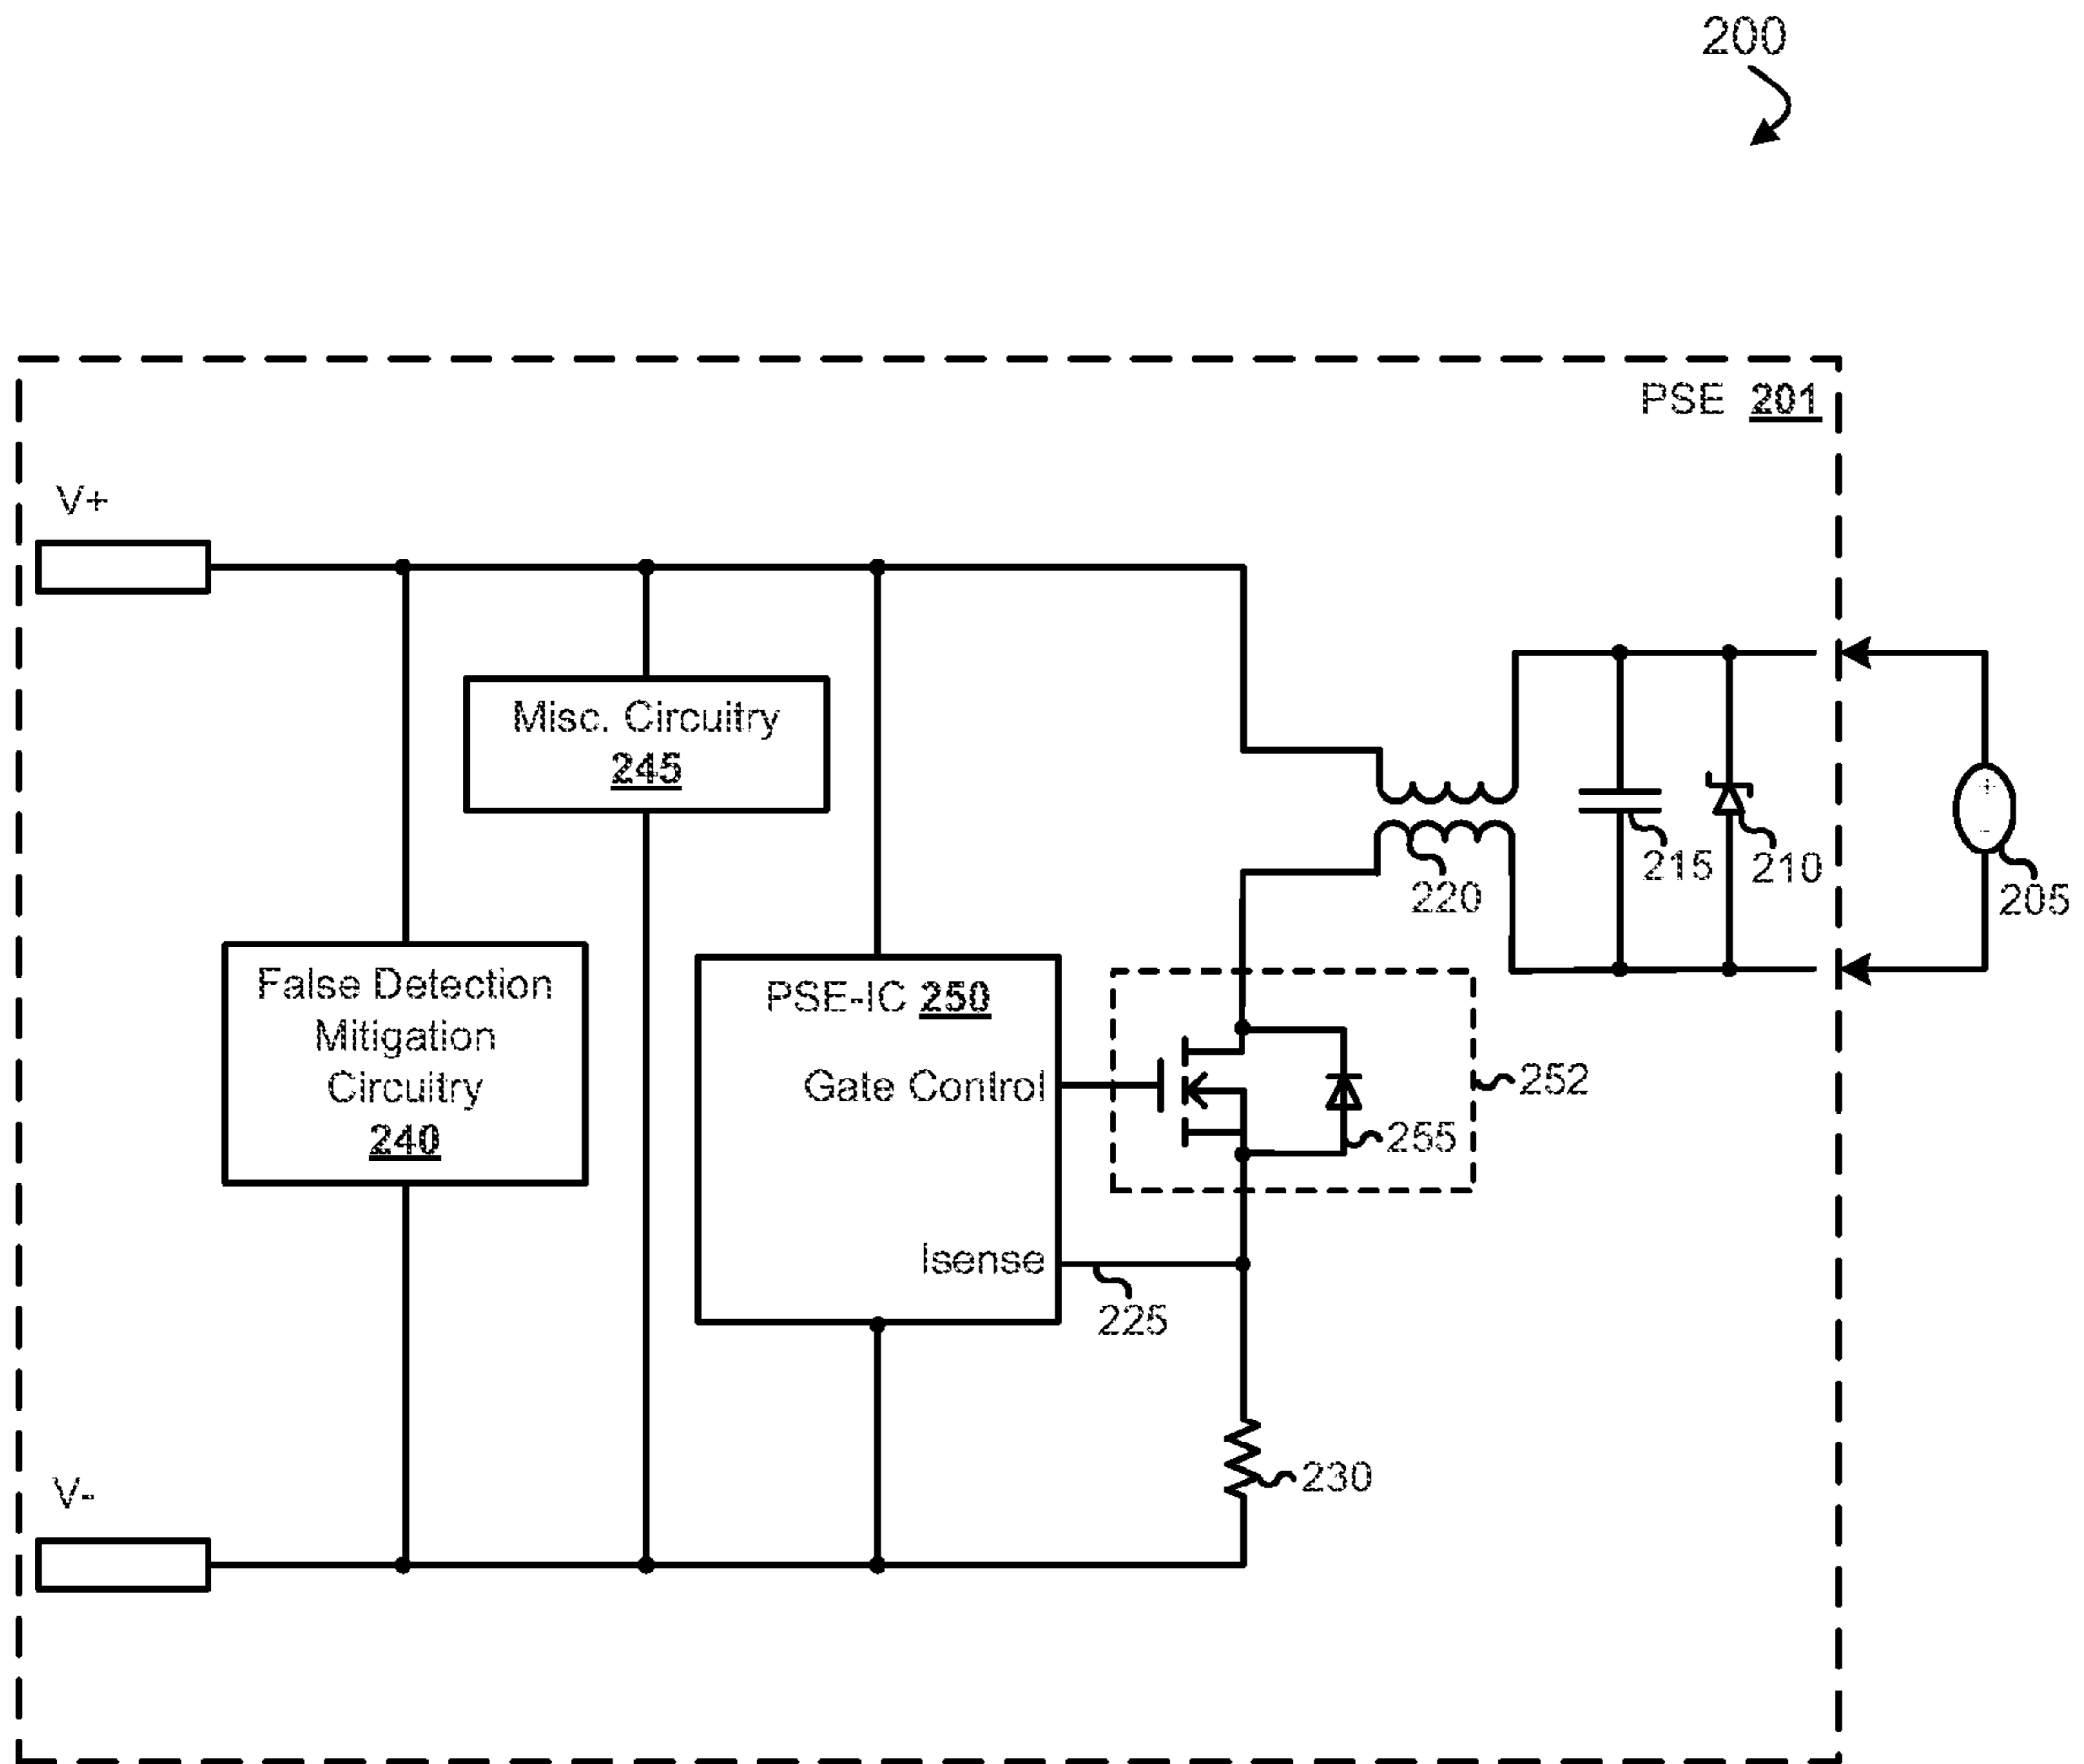 200
PSE 201
V+
Misc. Circuitry
245
215
210
220
205
False Detection
Mitigation
Circuitry
240
PSE-IC 250
Gate Control
252
255
Isense
225
230
V-
+
-